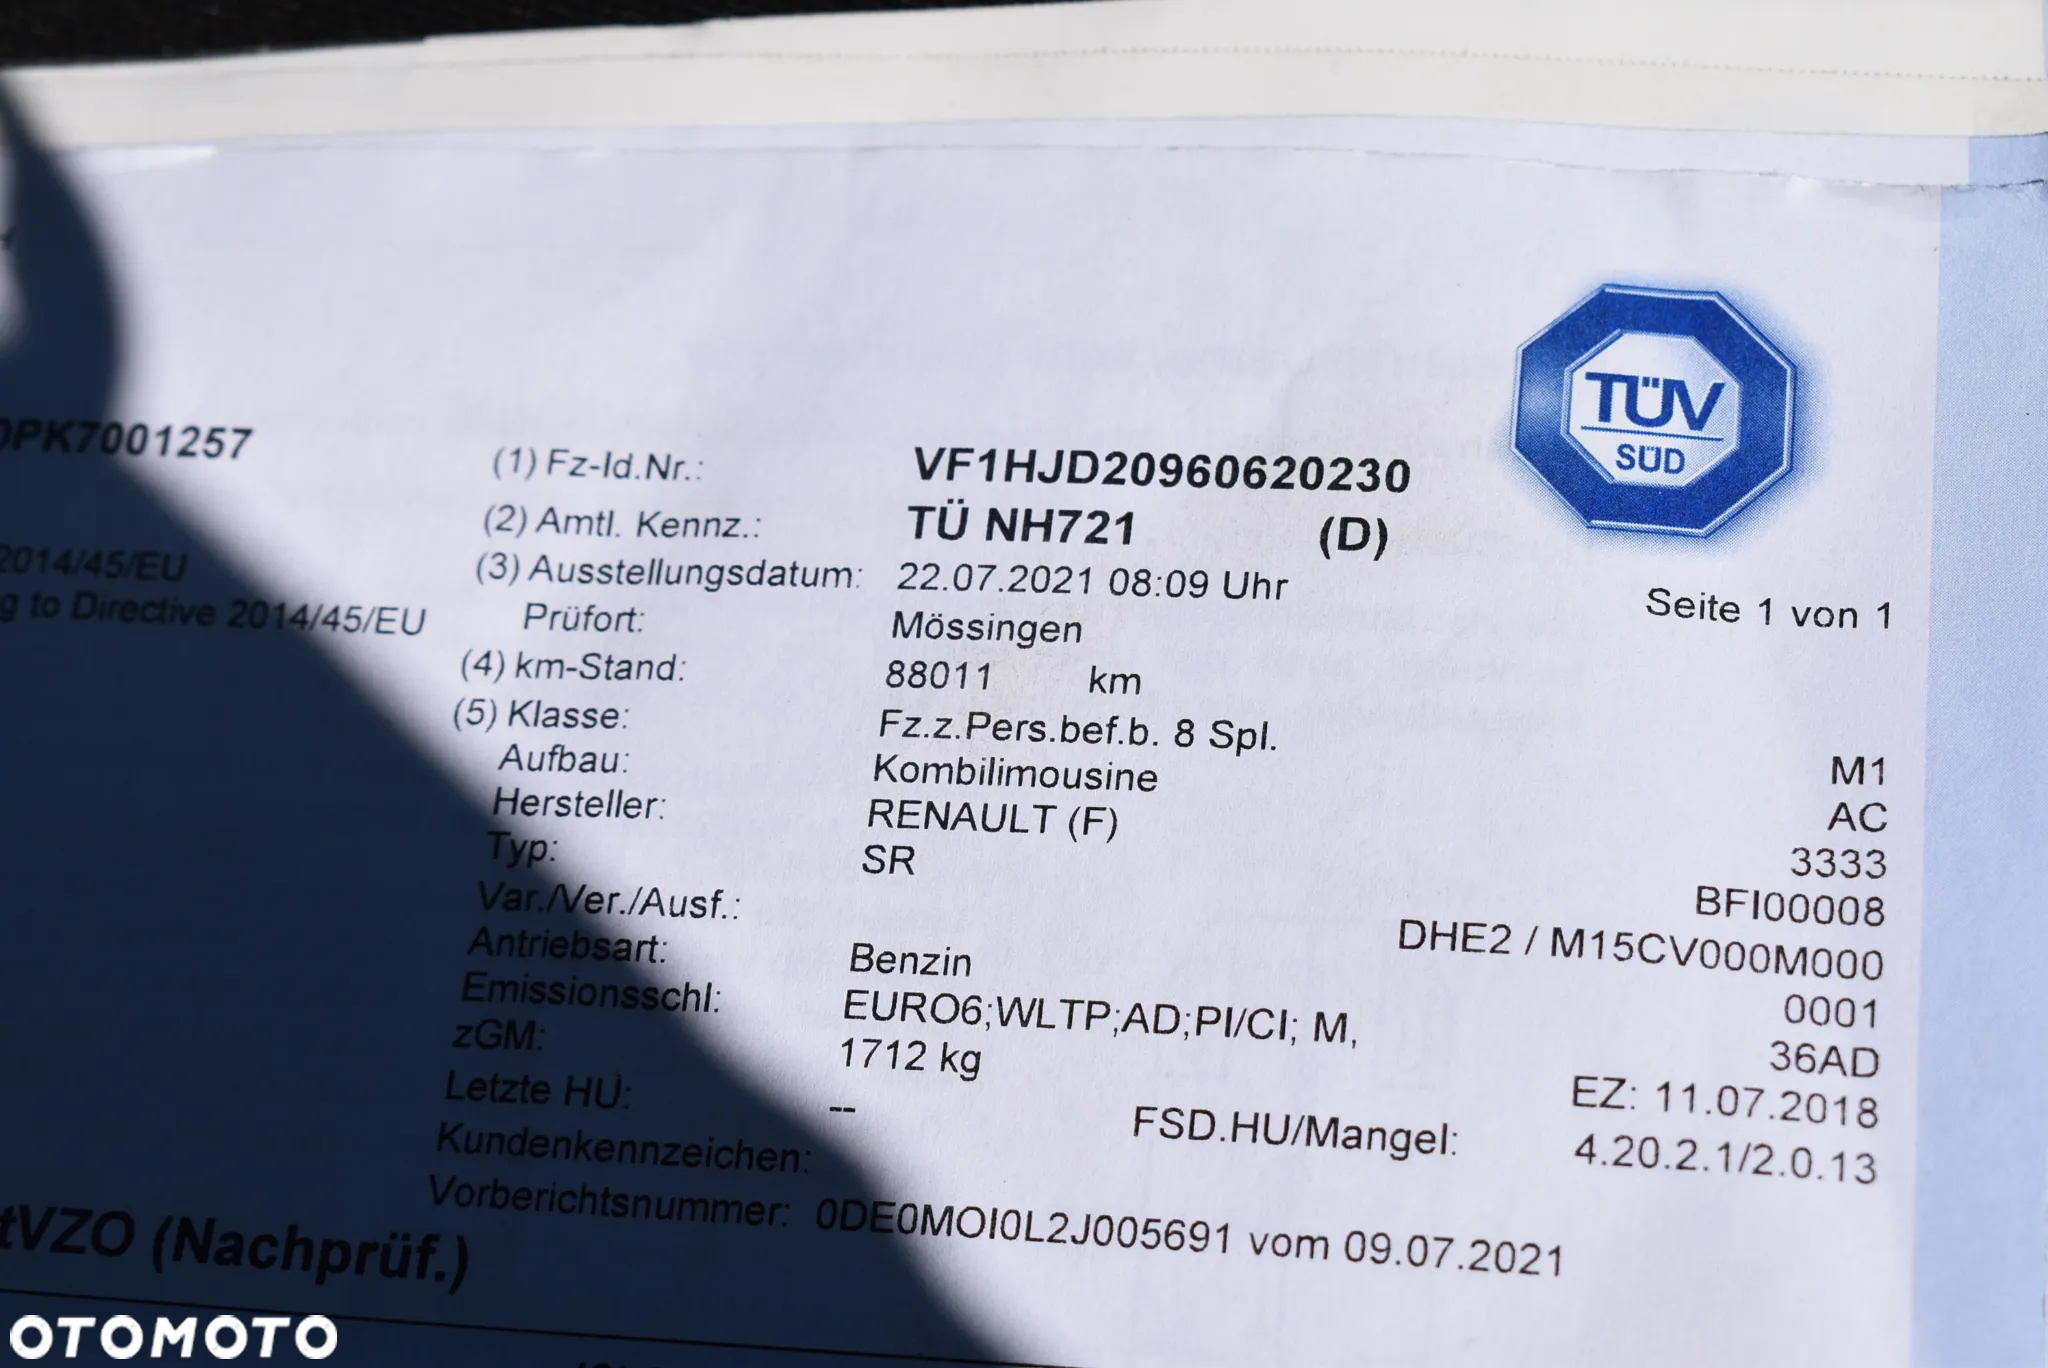 TÜV
SÜD
PK7001257
(1) Fz-Id.Nr.: VF1HJD20960620230
(2) Amtl. Kennz.: TÜ NH721 (D)
2014/45/EU
(3) Ausstellungsdatum: 22.07.2021 08:09 Uhr
Seite 1 von 1
g to Directive 2014/45/EU
Prüfort: Mössingen
(4) km-Stand: 88011 km
(5) Klasse: Fz.z.Pers.bef.b. 8 Spl. M1
Aufbau: Kombilimousine AC
Hersteller: RENAULT (F) 3333
Typ: SR BFI00008
Var./Ver./Ausf.: DHE2 / M15CV000M000
Antriebsart: Benzin 0001
Emissionsschl: EURO6;WLTP;AD;PI/CI; M, 36AD
zGM: 1712 kg EZ: 11.07.2018
Letzte HU: -- FSD.HU/Mangel: 4.20.2.1/2.0.13
Kundenkennzeichen:
Vorberichtsnummer: 0DE0MOI0L2J005691 vom 09.07.2021
tVZO (Nachprüf.)
OTOMOTO